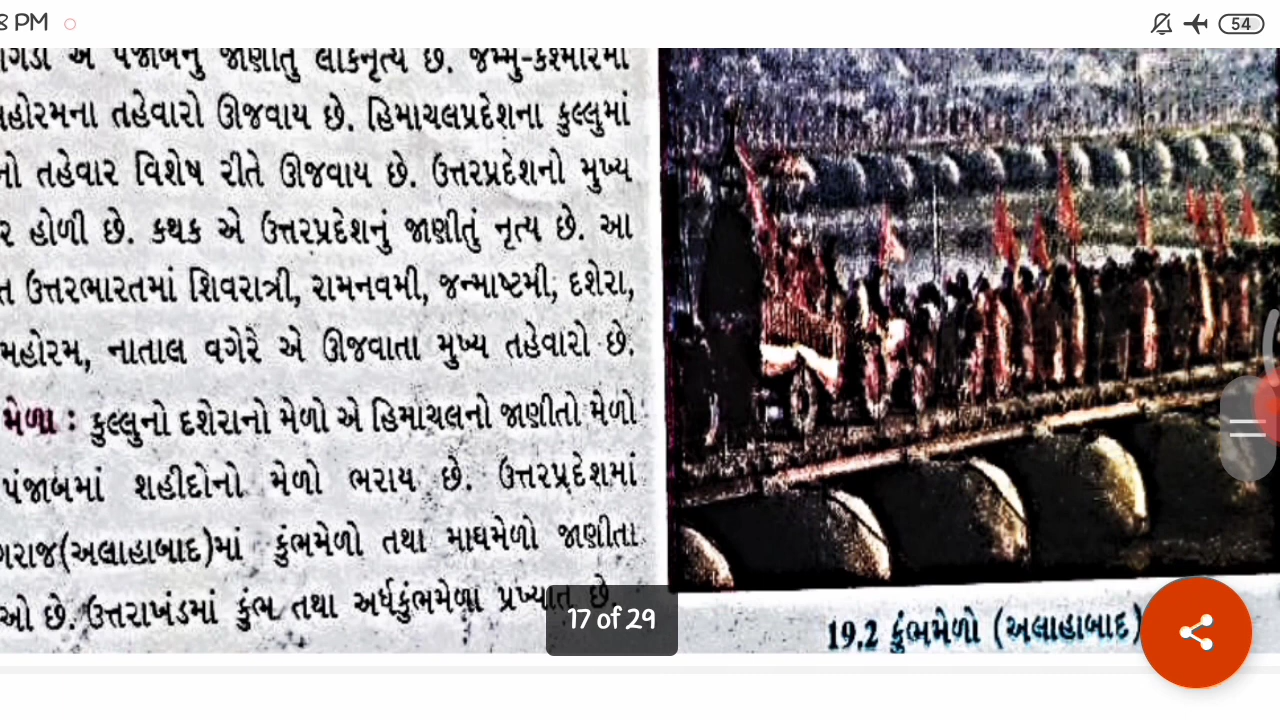 PM
54
એ પંજાબનું જાણીતું લોકનૃત્ય છે. જમ્મુ-કશ્મીરમાં
હોરમના તહેવારો ઊજવાય છે. હિમાચલપ્રદેશના કુલ્લુમાં
નો તહેવાર વિશેષ રીતે ઊજવાય છે. ઉત્તરપ્રદેશનો મુખ્ય
ર હોળી છે. કથક એ ઉત્તરપ્રદેશનું જાણીતું નૃત્ય છે. આ
ત ઉત્તરભારતમાં શિવરાત્રી, રામનવમી, જન્માષ્ટમી, દશેરા,
મહોરમ, નાતાલ વગેરે એ ઊજવાતા મુખ્ય તહેવારો છે.
મેળા : કુલ્લુનો દશેરાનો મેળો એ હિમાચલનો જાણીતો મેળો
પંજાબમાં શહીદોનો મેળો ભરાય છે. ઉત્તરપ્રદેશમાં
ગરાજ(અલાહાબાદ)માં કુંભમેળો તથા માઘમેળો જાણીતા
ઓ છે. ઉત્તરાખંડમાં કુંભ તથા અર્ધકુંભમેળા પ્રખ્યાત છે.
17 of 29
19.2 કુંભમેળો (અલાહાબાદ)